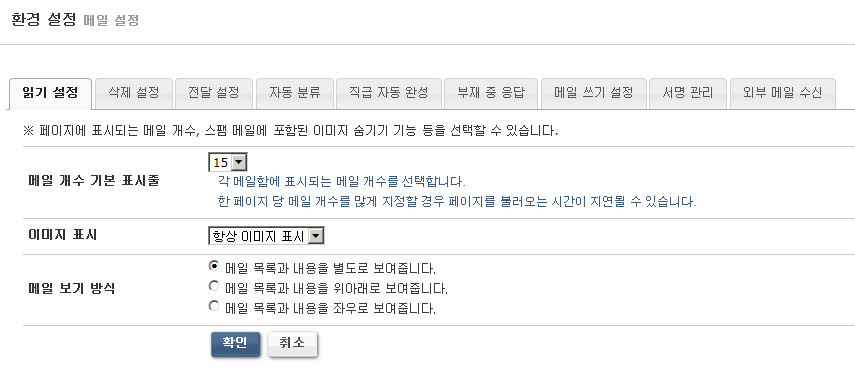 환경 설정 메일 설정
읽기 설정 삭제 설정 전달 설정 자동 분류 직급 자동 완성 부재 중 응답 메일 쓰기 설정 서명 관리 외부 메일 수신
※ 페이지에 표시되는 메일 개수, 스팸 메일에 포함된 이미지 숨기기 기능 등을 선택할 수 있습니다.
메일 개수 기본 표시줄 15
각 메일함에 표시되는 메일 개수를 선택합니다.
한 페이지 당 메일 개수를 많게 지정할 경우 페이지를 불러오는 시간이 지연될 수 있습니다.
이미지 표시 항상 이미지 표시
메일 보기 방식 메일 목록과 내용을 별도로 보여줍니다.
메일 목록과 내용을 위아래로 보여줍니다.
메일 목록과 내용을 좌우로 보여줍니다.
확인 취소